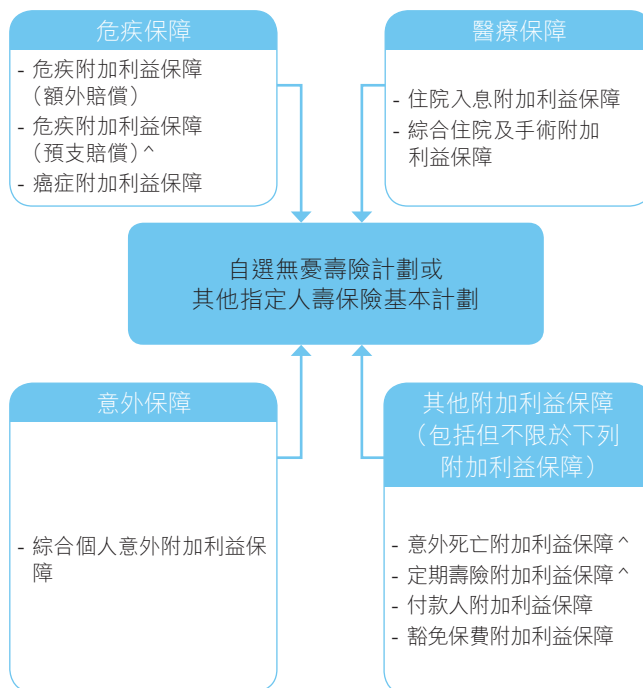 危疾保障
- 危疾附加利益保障
（額外賠償）
- 危疾附加利益保障
（預支賠償）^
- 癌症附加利益保障
醫療保障
- 住院入息附加利益保障
- 綜合住院及手術附加
利益保障
自選無憂壽險計劃或
其他指定人壽保險基本計劃
意外保障
- 綜合個人意外附加利益保
障
其他附加利益保障
（包括但不限於下列
附加利益保障）
- 意外死亡附加利益保障^
- 定期壽險附加利益保障^
- 付款人附加利益保障
- 豁免保費附加利益保障